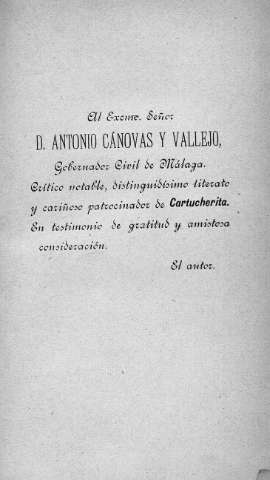 Al Excmo. Señor
D. ANTONIO CÁNOVAS Y VALLEJO,
Gobernador Civil de Málaga.
Crítico notable, distinguidísimo literato
y cariñoso patrocinador de Cartucherita.
En testimonio de gratitud y amistosa
consideración.
El autor.